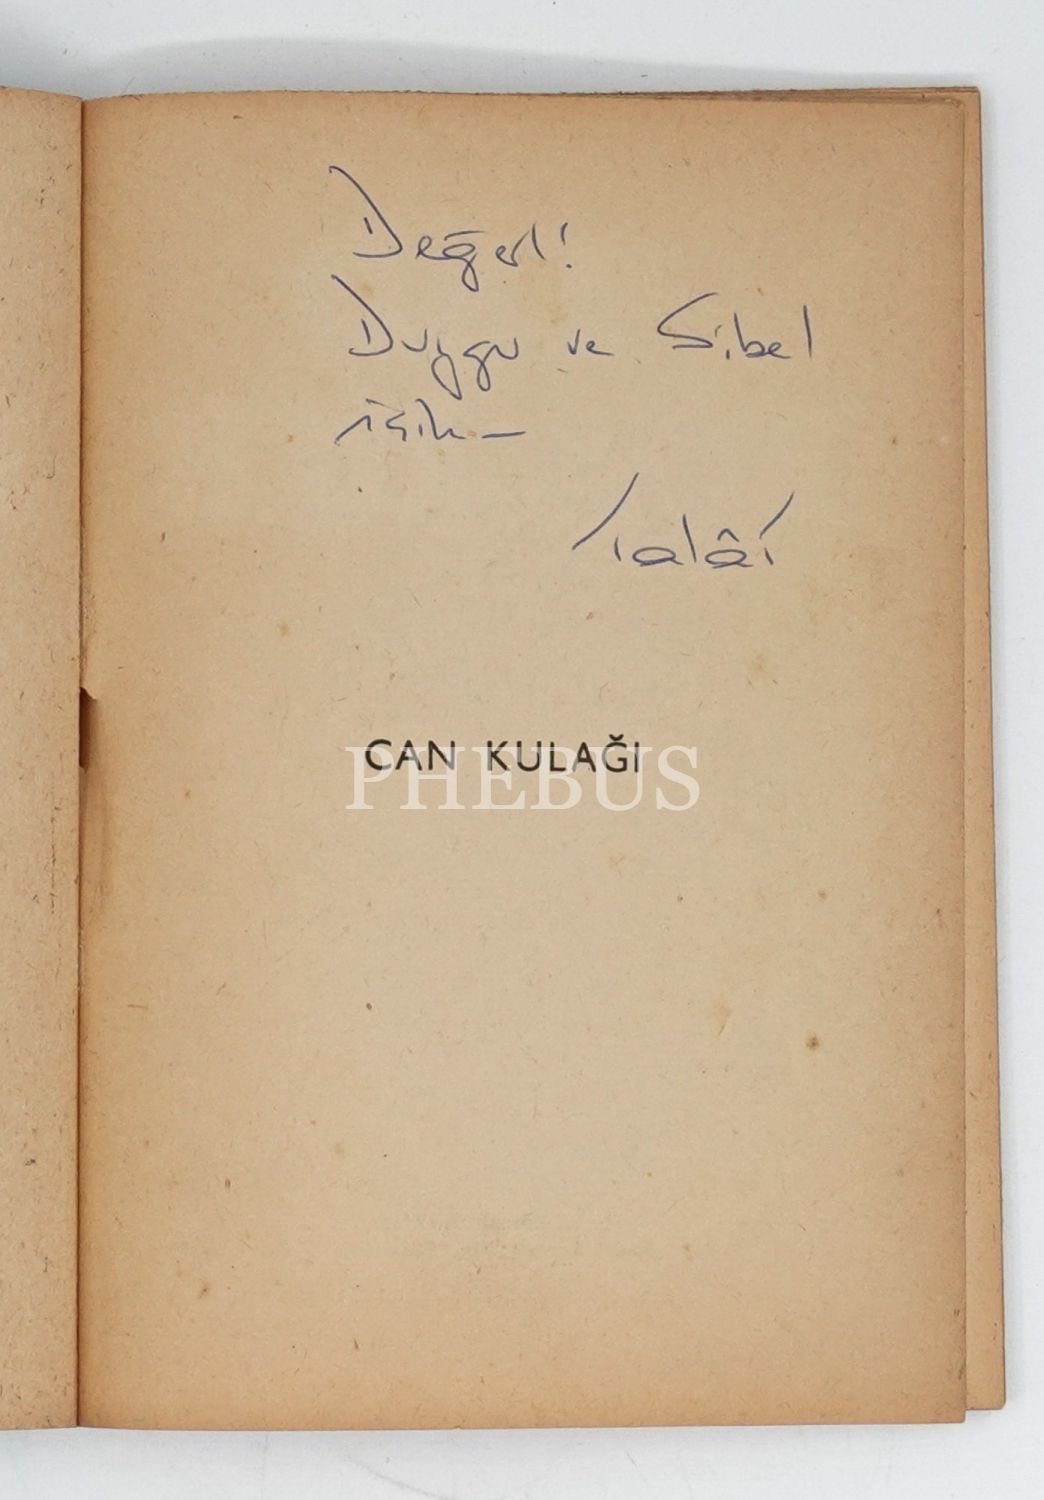 Değerli
Duygu ve Sibel
için —
Talât
CAN KULAĞI
PHEBUS